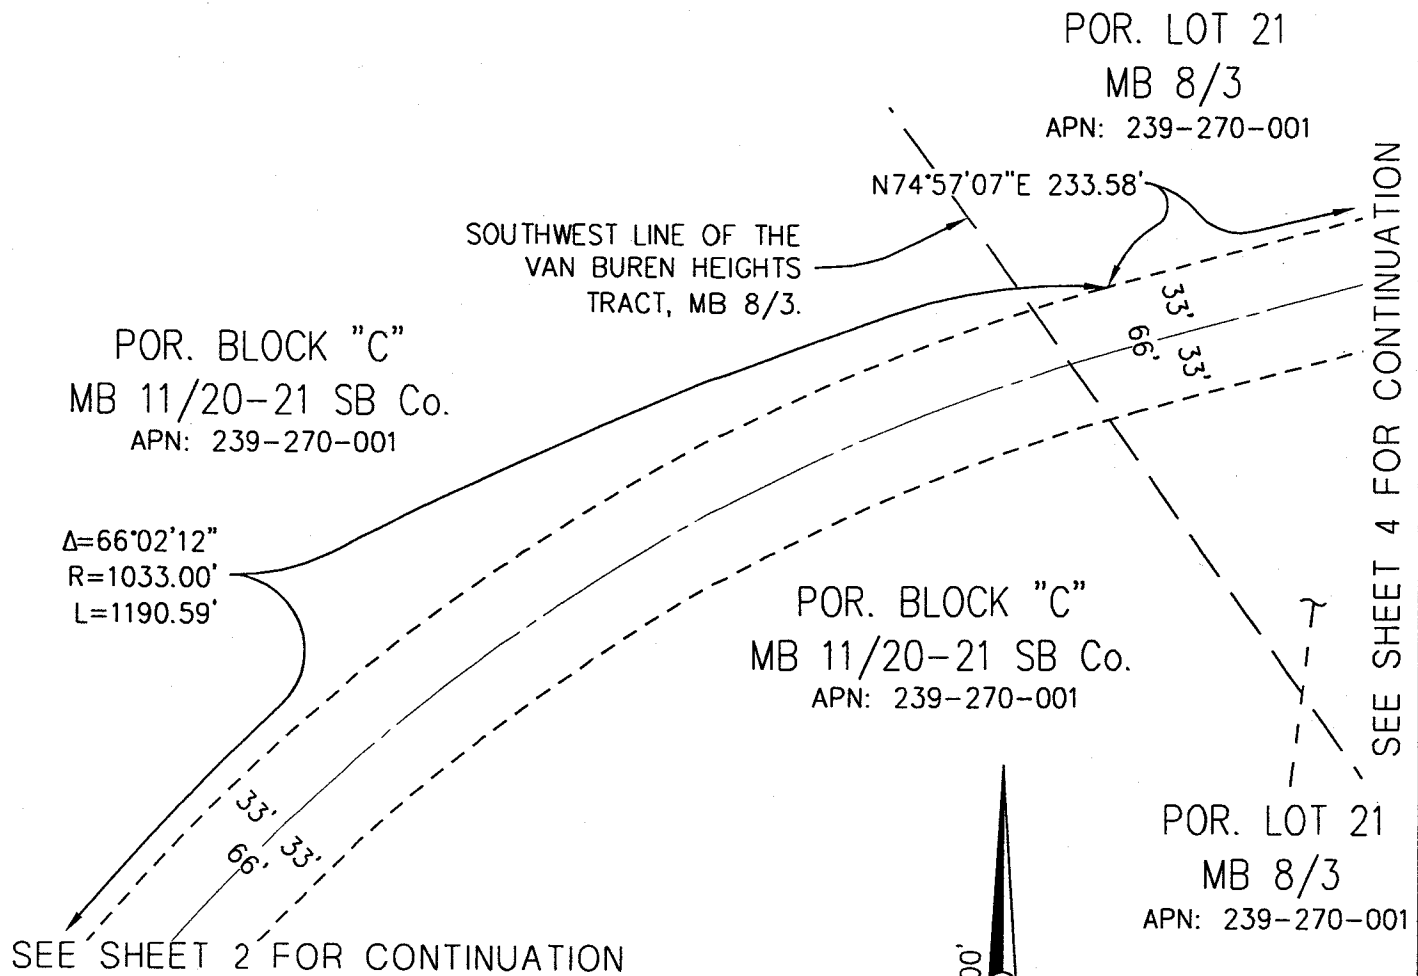 POR. LOT 21
MB 8/3
APN: 239-270-001
N74°57'07"E 233.58'
SOUTHWEST LINE OF THE
VAN BUREN HEIGHTS
TRACT, MB 8/3.
POR. BLOCK "C"
MB 11/20-21 SB Co.
APN: 239-270-001
33'
66'
33'
SEE SHEET 4 FOR CONTINUATION
Δ=66°02'12"
R=1033.00'
L=1190.59'
POR. BLOCK "C"
MB 11/20-21 SB Co.
APN: 239-270-001
33'
66'
33'
POR. LOT 21
MB 8/3
APN: 239-270-001
SEE SHEET 2 FOR CONTINUATION